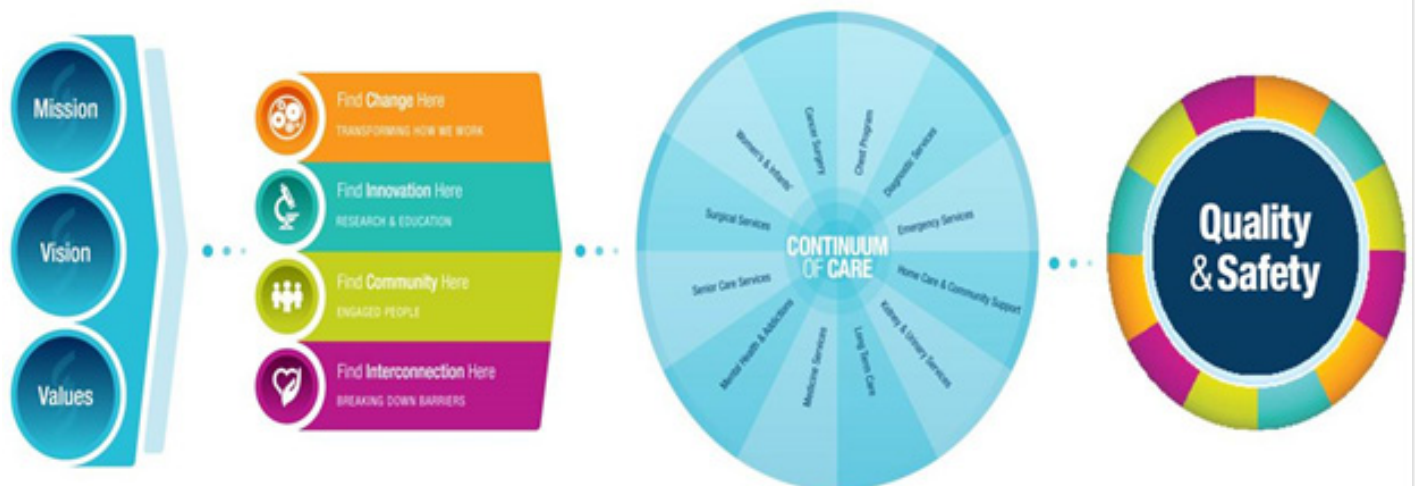 Mission
Vision
Values
Find Change Here
TRANSFORMING HOW WE WORK
Find Innovation Here
RESEARCH & EDUCATION
Find Community Here
ENGAGED PEOPLE
Find Interconnection Here
BREAKING DOWN BARRIERS
CONTINUUM
OF CARE
Cancer Surgery
Chest Program
Diagnostic Services
Emergency Services
Home Care & Community Support
Kidney & Urinary Services
Long Term Care
Medicine Services
Mental Health & Addictions
Senior Care Services
Surgical Services
Women's & Infants'
Quality
& Safety